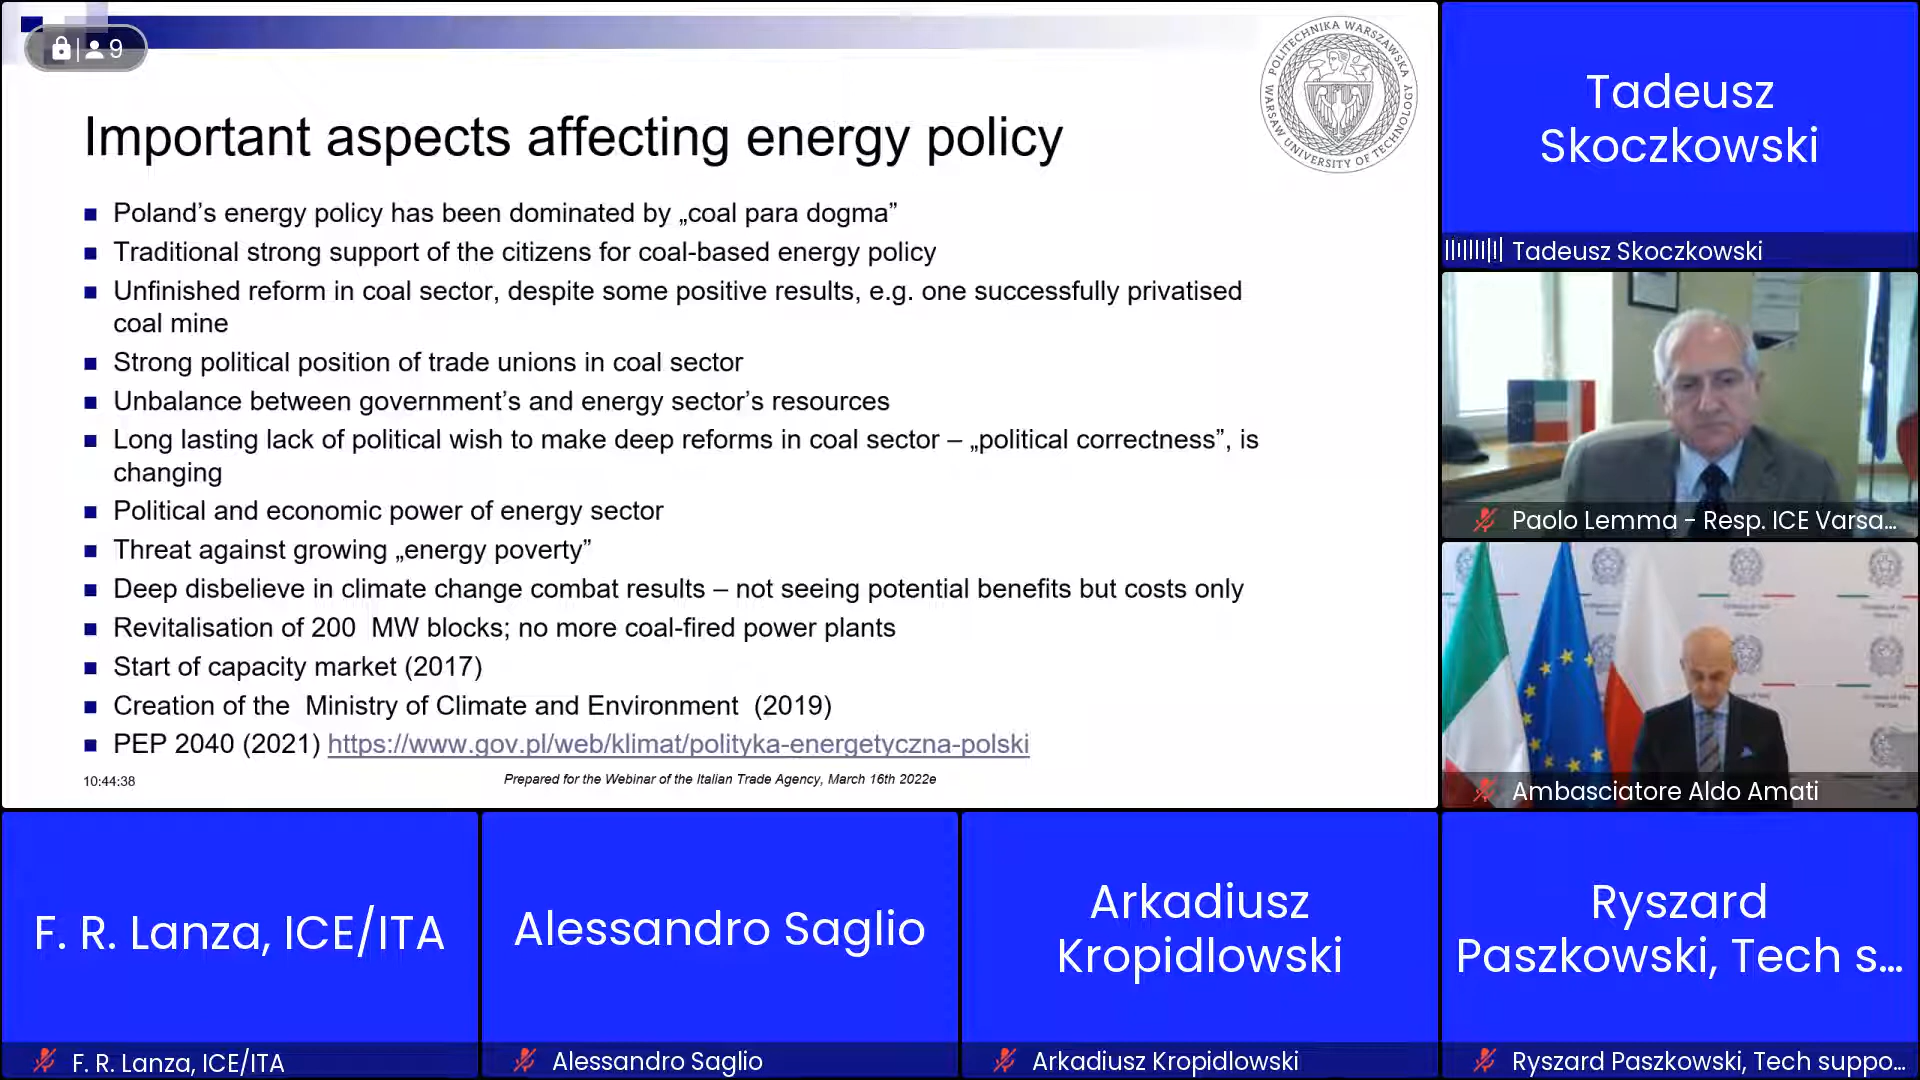 9
POLITECHNIKA WARSZAWSKA
WARSAW UNIVERSITY OF TECHNOLOGY
Important aspects affecting energy policy
Poland’s energy policy has been dominated by „coal para dogma”
Traditional strong support of the citizens for coal-based energy policy
Unfinished reform in coal sector, despite some positive results, e.g. one successfully privatised
coal mine
Strong political position of trade unions in coal sector
Unbalance between government’s and energy sector’s resources
Long lasting lack of political wish to make deep reforms in coal sector – „political correctness”, is
changing
Political and economic power of energy sector
Threat against growing „energy poverty”
Deep disbelieve in climate change combat results – not seeing potential benefits but costs only
Revitalisation of 200 MW blocks; no more coal-fired power plants
Start of capacity market (2017)
Creation of the Ministry of Climate and Environment (2019)
PEP 2040 (2021) https://www.gov.pl/web/klimat/polityka-energetyczna-polski
10:44:38
Prepared for the Webinar of the Italian Trade Agency, March 16th 2022e
Tadeusz
Skoczkowski
Tadeusz Skoczkowski
Paolo Lemma - Resp. ICE Varsa...
Ambasciatore Aldo Amati
F. R. Lanza, ICE/ITA
F. R. Lanza, ICE/ITA
Alessandro Saglio
Alessandro Saglio
Arkadiusz
Kropidlowski
Arkadiusz Kropidlowski
Ryszard
Paszkowski, Tech s...
Ryszard Paszkowski, Tech suppo...